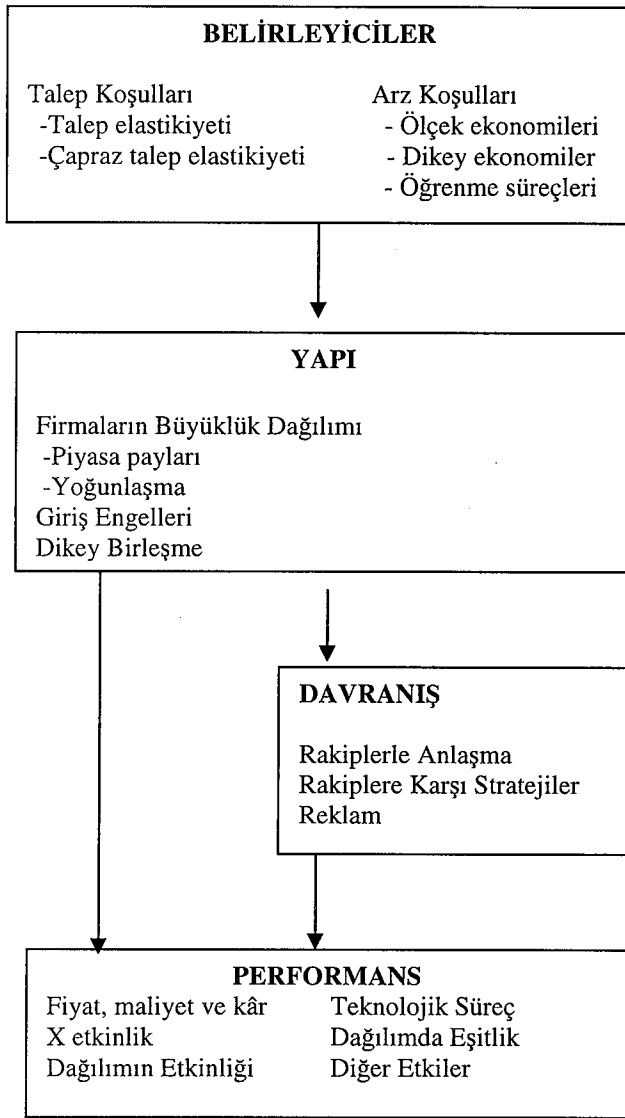 BELİRLEYİCİLER
Talep Koşulları
-Talep elastikiyeti
-Çapraz talep elastikiyeti
Arz Koşulları
- Ölçek ekonomileri
- Dikey ekonomiler
- Öğrenme süreçleri
YAPI
Firmaların Büyüklük Dağılımı
-Piyasa payları
-Yoğunlaşma
Giriş Engelleri
Dikey Birleşme
DAVRANIŞ
Rakiplerle Anlaşma
Rakiplere Karşı Stratejiler
Reklam
PERFORMANS
Fiyat, maliyet ve kâr
X etkinlik
Dağılımın Etkinliği
Teknolojik Süreç
Dağılımda Eşitlik
Diğer Etkiler